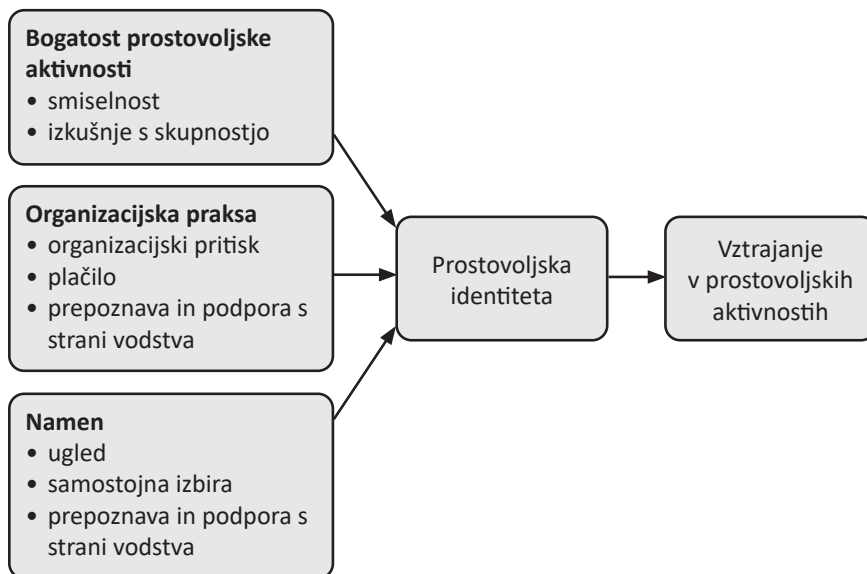 Bogatost prostovoljske
aktivnosti
• smiselnost
• izkušnje s skupnostjo
Organizacijska praksa
• organizacijski pritisk
• plačilo
• prepoznava in podpora s
strani vodstva
Namen
• ugled
• samostojna izbira
• prepoznava in podpora s
strani vodstva
Prostovoljska
identiteta
Vztrajanje
v prostovoljskih
aktivnostih